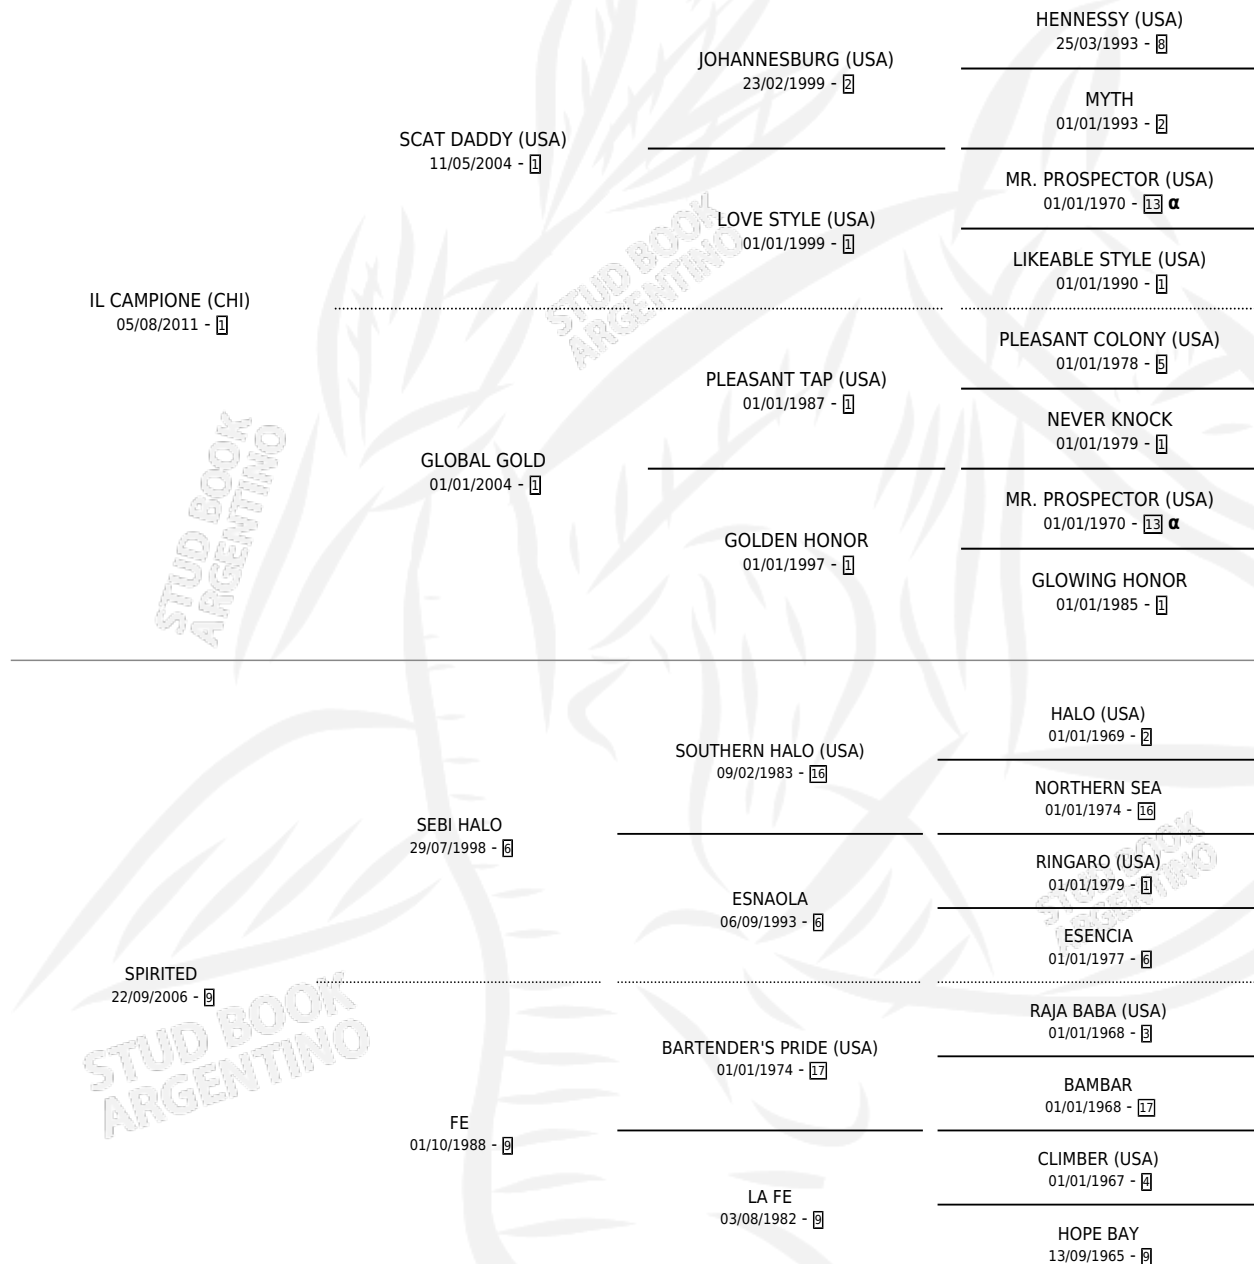 HENNESSY (USA)
25/03/1993 - 8
JOHANNESBURG (USA)
23/02/1999 - 2
MYTH
01/01/1993 - 2
SCAT DADDY (USA)
11/05/2004 - 1
MR. PROSPECTOR (USA)
01/01/1970 - 13 α
LOVE STYLE (USA)
01/01/1999 - 1
LIKEABLE STYLE (USA)
01/01/1990 - 1
IL CAMPIONE (CHI)
05/08/2011 - 1
PLEASANT COLONY (USA)
01/01/1978 - 5
PLEASANT TAP (USA)
01/01/1987 - 1
NEVER KNOCK
01/01/1979 - 1
GLOBAL GOLD
01/01/2004 - 1
MR. PROSPECTOR (USA)
01/01/1970 - 13 α
GOLDEN HONOR
01/01/1997 - 1
GLOWING HONOR
01/01/1985 - 1
HALO (USA)
01/01/1969 - 2
SOUTHERN HALO (USA)
09/02/1983 - 16
NORTHERN SEA
01/01/1974 - 16
SEBI HALO
29/07/1998 - 6
RINGARO (USA)
01/01/1979 - 1
ESNAOLA
06/09/1993 - 6
ESENCIA
01/01/1977 - 6
SPIRITED
22/09/2006 - 9
RAJA BABA (USA)
01/01/1968 - 3
BARTENDER'S PRIDE (USA)
01/01/1974 - 17
BAMBAR
01/01/1968 - 17
FE
01/10/1988 - 9
CLIMBER (USA)
01/01/1967 - 4
LA FE
03/08/1982 - 9
HOPE BAY
13/09/1965 - 9
STUD BOOK
ARGENTINO
STUD BOOK
ARGENTINO
STUD BOOK
ARGENTINO
STUD BOOK
ARGENTINO